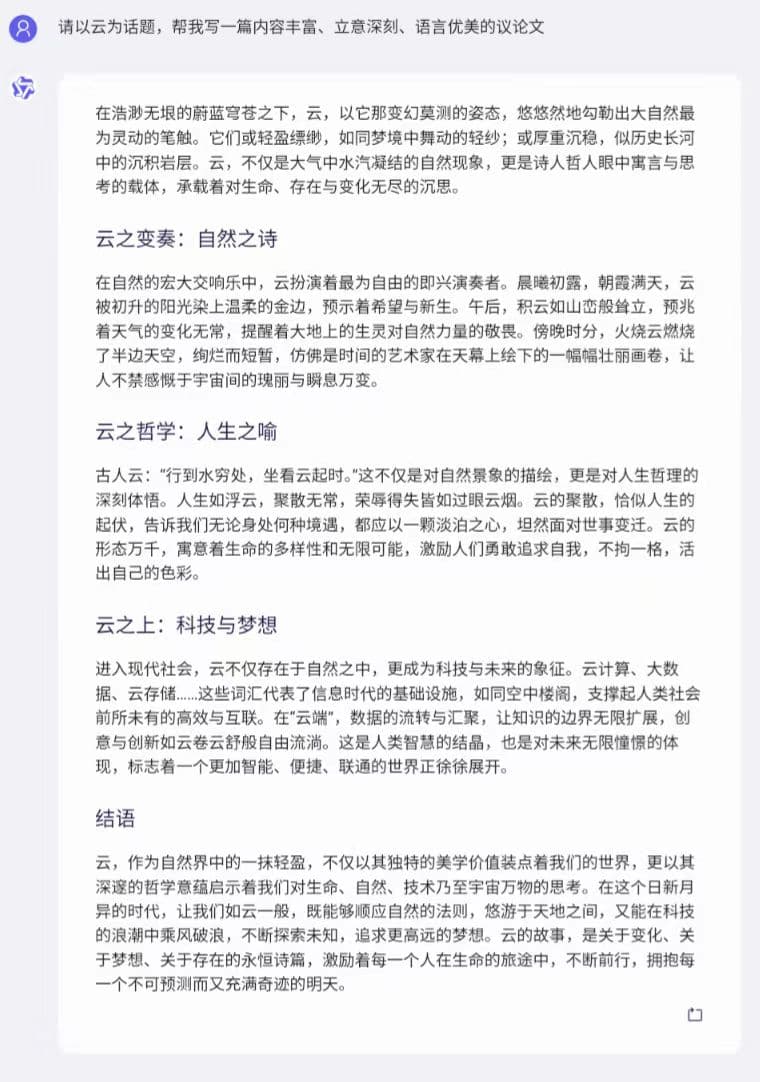 请以云为话题，帮我写一篇内容丰富、立意深刻、语言优美的议论文
在浩渺无垠的蔚蓝穹苍之下，云，以它那变幻莫测的姿态，悠悠然地勾勒出大自然最
为灵动的笔触。它们或轻盈缥缈，如同梦境中舞动的轻纱；或厚重沉稳，似历史长河
中的沉积岩层。云，不仅是大气中水汽凝结的自然现象，更是诗人哲人眼中寓言与思
考的载体，承载着对生命、存在与变化无尽的沉思。
云之变奏：自然之诗
在自然的宏大交响乐中，云扮演着最为自由的即兴演奏者。晨曦初露，朝霞满天，云
被初升的阳光染上温柔的金边，预示着希望与新生。午后，积云如山峦般耸立，预兆
着天气的变化无常，提醒着大地上的生灵对自然力量的敬畏。傍晚时分，火烧云燃烧
了半边天空，绚烂而短暂，仿佛是时间的艺术家在天幕上绘下的一幅幅壮丽画卷，让
人不禁感慨于宇宙间的瑰丽与瞬息万变。
云之哲学：人生之喻
古人云：“行到水穷处，坐看云起时。”这不仅是对自然景象的描绘，更是对人生哲理的
深刻体悟。人生如浮云，聚散无常，荣辱得失皆如过眼云烟。云的聚散，恰似人生的
起伏，告诉我们无论身处何种境遇，都应以一颗淡泊之心，坦然面对世事变迁。云的
形态万千，寓意着生命的多样性和无限可能，激励人们勇敢追求自我，不拘一格，活
出自己的色彩。
云之上：科技与梦想
进入现代社会，云不仅存在于自然之中，更成为科技与未来的象征。云计算、大数
据、云存储……这些词汇代表了信息时代的基础设施，如同空中楼阁，支撑起人类社会
前所未有的高效与互联。在“云端”，数据的流转与汇聚，让知识的边界无限扩展，创
意与创新如云卷云舒般自由流淌。这是人类智慧的结晶，也是对未来无限憧憬的体
现，标志着一个更加智能、便捷、联通的世界正徐徐展开。
结语
云，作为自然界中的一抹轻盈，不仅以其独特的美学价值装点着我们的世界，更以其
深邃的哲学意蕴启示着我们对生命、自然、技术乃至宇宙万物的思考。在这个日新月
异的时代，让我们如云一般，既能够顺应自然的法则，悠游于天地之间，又能在科技
的浪潮中乘风破浪，不断探索未知，追求更高远的梦想。云的故事，是关于变化、关
于梦想、关于存在的永恒诗篇，激励着每一个人在生命的旅途中，不断前行，拥抱每
一个不可预测而又充满奇迹的明天。